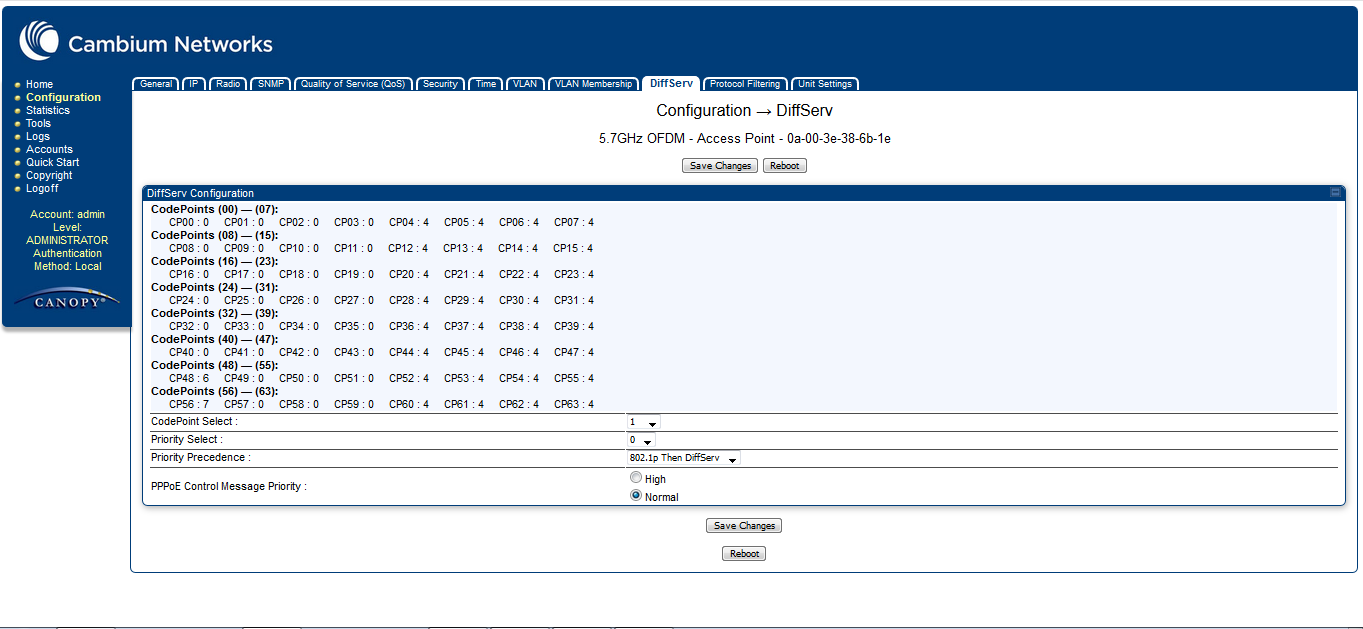 Cambium Networks
Home
Configuration
Statistics
Tools
Logs
Accounts
Quick Start
Copyright
Logoff
Account: admin
Level:
ADMINISTRATOR
Authentication
Method: Local
CANOPY®
General IP Radio SNMP Quality of Service (QoS) Security Time VLAN VLAN Membership DiffServ Protocol Filtering Unit Settings
Configuration → DiffServ
5.7GHz OFDM - Access Point - 0a-00-3e-38-6b-1e
Save Changes Reboot
DiffServ Configuration
CodePoints (00) — (07):
CP00 : 0 CP01 : 0 CP02 : 0 CP03 : 0 CP04 : 4 CP05 : 4 CP06 : 4 CP07 : 4
CodePoints (08) — (15):
CP08 : 0 CP09 : 0 CP10 : 0 CP11 : 0 CP12 : 4 CP13 : 4 CP14 : 4 CP15 : 4
CodePoints (16) — (23):
CP16 : 0 CP17 : 0 CP18 : 0 CP19 : 0 CP20 : 4 CP21 : 4 CP22 : 4 CP23 : 4
CodePoints (24) — (31):
CP24 : 0 CP25 : 0 CP26 : 0 CP27 : 0 CP28 : 4 CP29 : 4 CP30 : 4 CP31 : 4
CodePoints (32) — (39):
CP32 : 0 CP33 : 0 CP34 : 0 CP35 : 0 CP36 : 4 CP37 : 4 CP38 : 4 CP39 : 4
CodePoints (40) — (47):
CP40 : 0 CP41 : 0 CP42 : 0 CP43 : 0 CP44 : 4 CP45 : 4 CP46 : 4 CP47 : 4
CodePoints (48) — (55):
CP48 : 6 CP49 : 0 CP50 : 0 CP51 : 0 CP52 : 4 CP53 : 4 CP54 : 4 CP55 : 4
CodePoints (56) — (63):
CP56 : 7 CP57 : 0 CP58 : 0 CP59 : 0 CP60 : 4 CP61 : 4 CP62 : 4 CP63 : 4
CodePoint Select : 1
Priority Select : 0
Priority Precedence : 802.1p Then DiffServ
PPPoE Control Message Priority :
High
Normal
Save Changes
Reboot